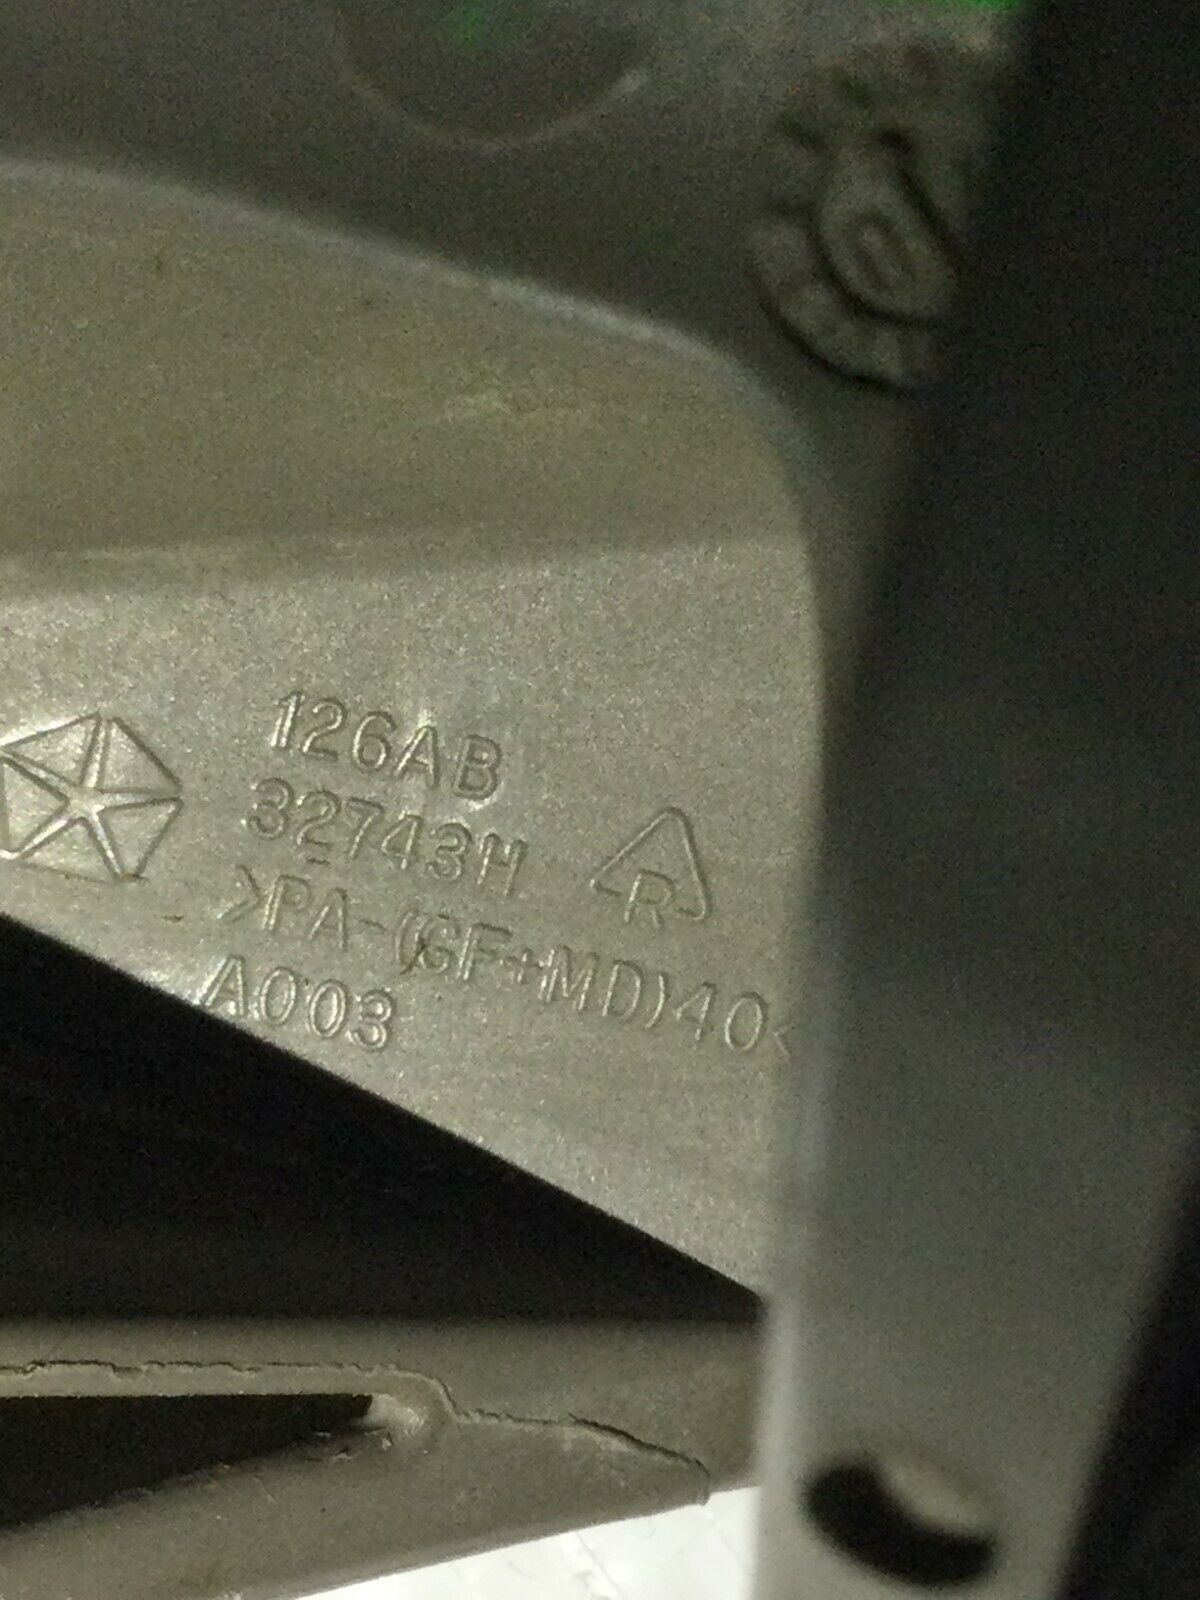 126AB
32743H
R
>PA-(GF+MD)40<
A003